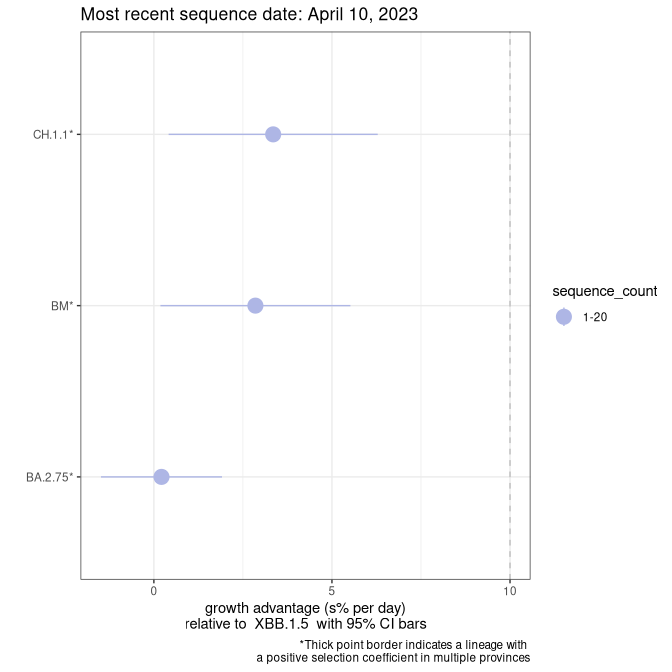 Most recent sequence date: April 10, 2023
CH.1.1*
BM*
BA.2.75*
0 5 10
growth advantage (s% per day)
relative to XBB.1.5 with 95% CI bars
sequence_count
1-20
*Thick point border indicates a lineage with
a positive selection coefficient in multiple provinces